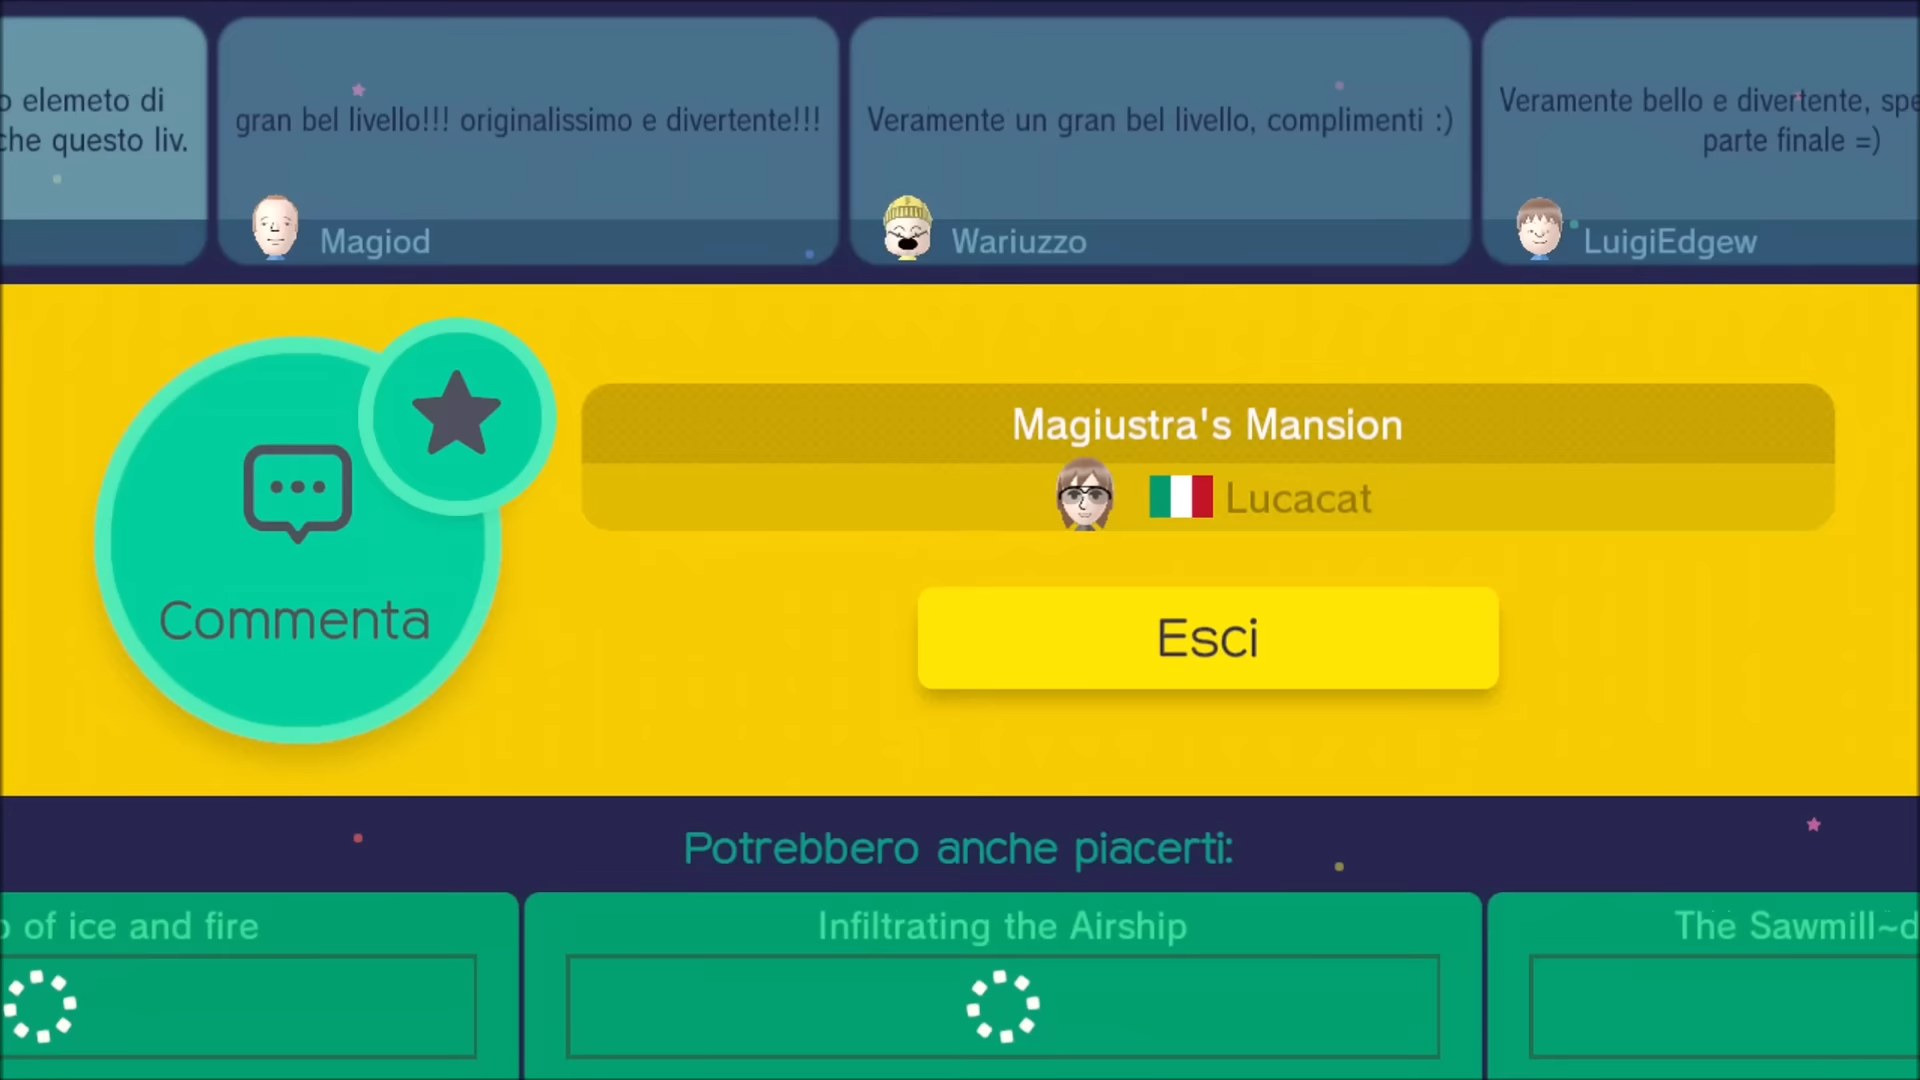 elemeto di
che questo liv.
gran bel livello!!! originalissimo e divertente!!!
Magiod
Veramente un gran bel livello, complimenti :)
Wariuzzo
Veramente bello e divertente, spe
parte finale =)
LuigiEdgew
Commenta
Magiustra's Mansion
Lucacat
Esci
Potrebbero anche piacerti:
of ice and fire
Infiltrating the Airship
The Sawmill~d